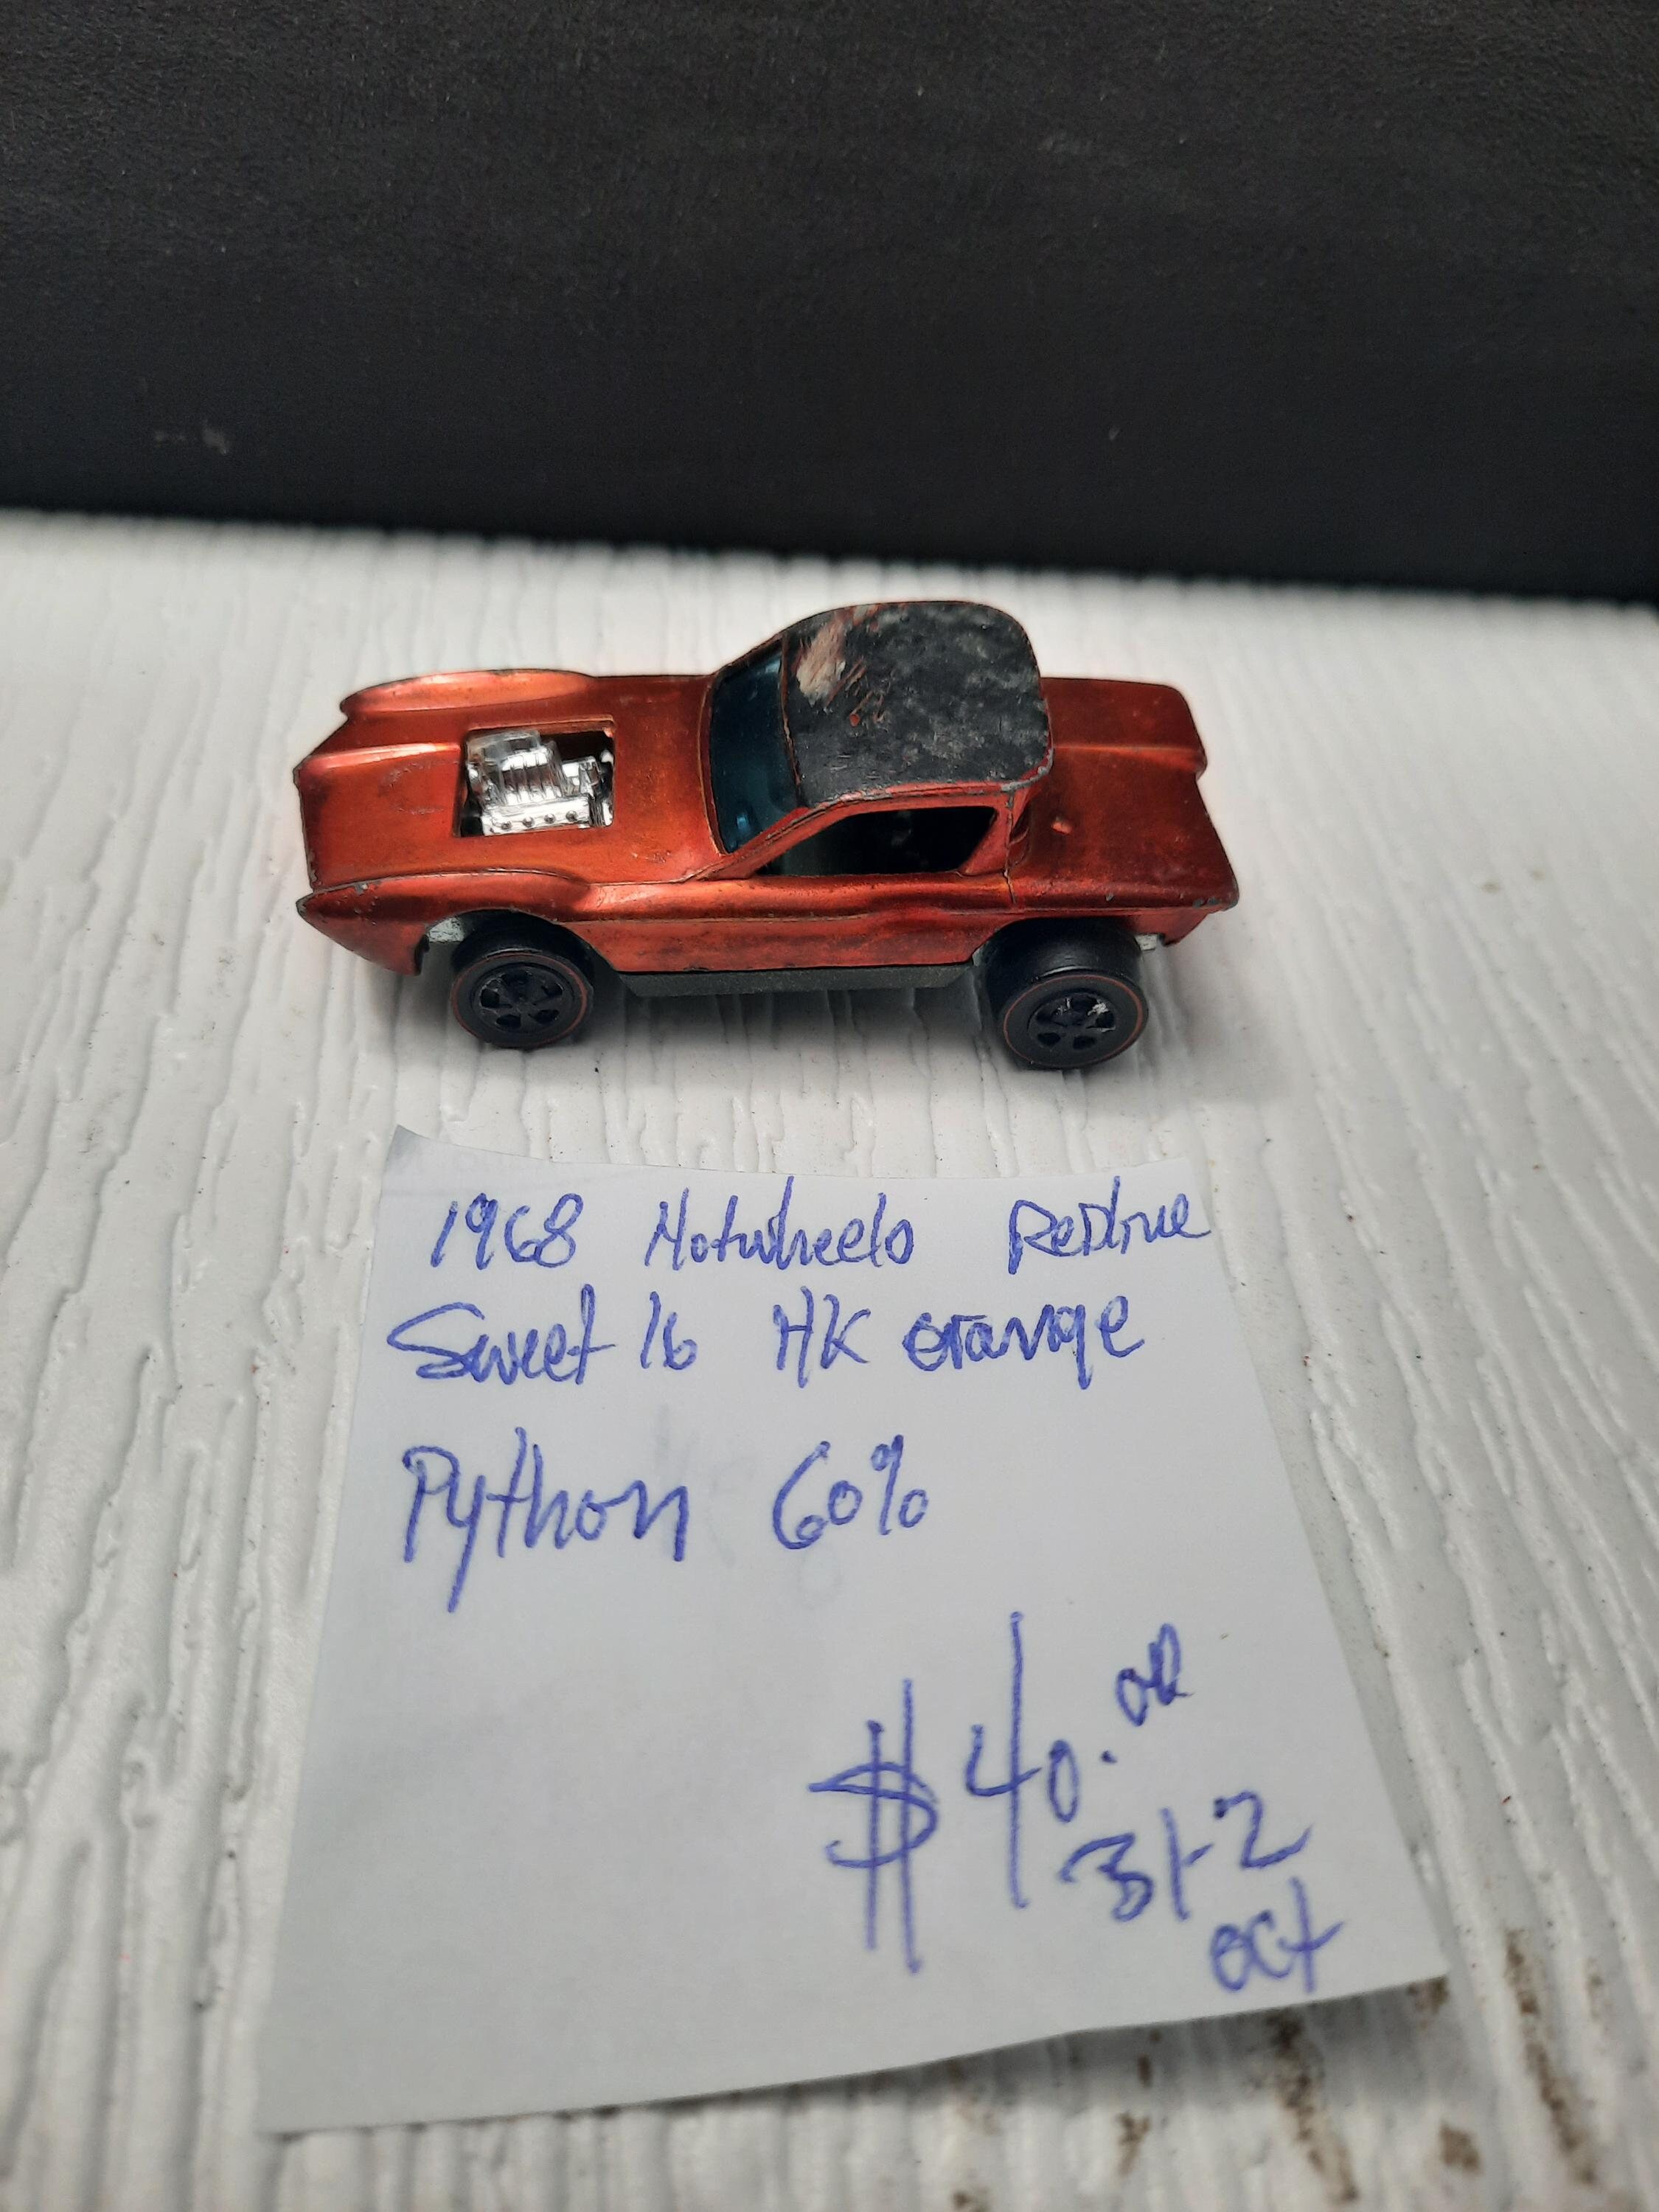 1968 Hotwheels Redline
Sweet 16 HK orange
Python 60%
$40.00
31-2
oct